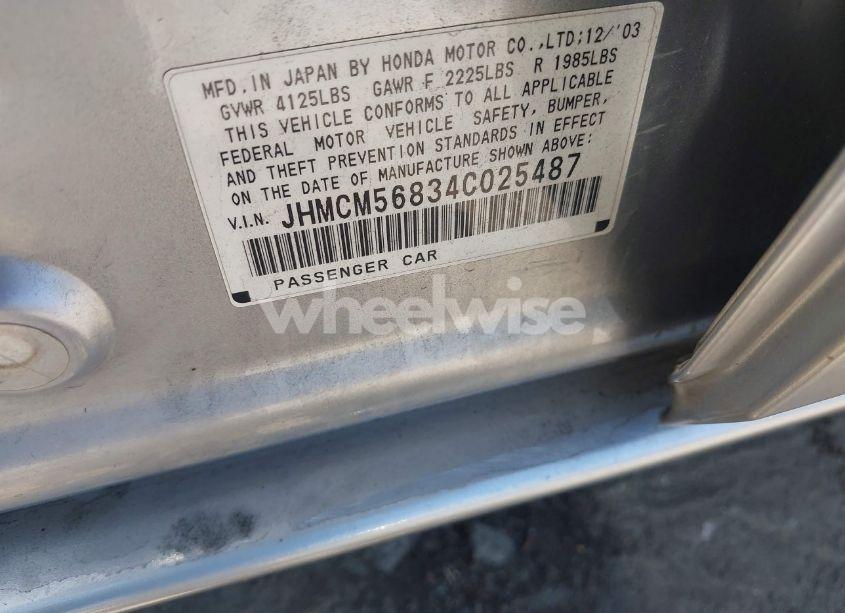 MFD.IN JAPAN BY HONDA MOTOR CO.,LTD;12/'03
GVWR 4125LBS GAWR F 2225LBS R 1985LBS
THIS VEHICLE CONFORMS TO ALL APPLICABLE
FEDERAL MOTOR VEHICLE SAFETY, BUMPER,
AND THEFT PREVENTION STANDARDS IN EFFECT
ON THE DATE OF MANUFACTURE SHOWN ABOVE:
V.I.N. JHMCM56834C025487
PASSENGER CAR
wheelwise